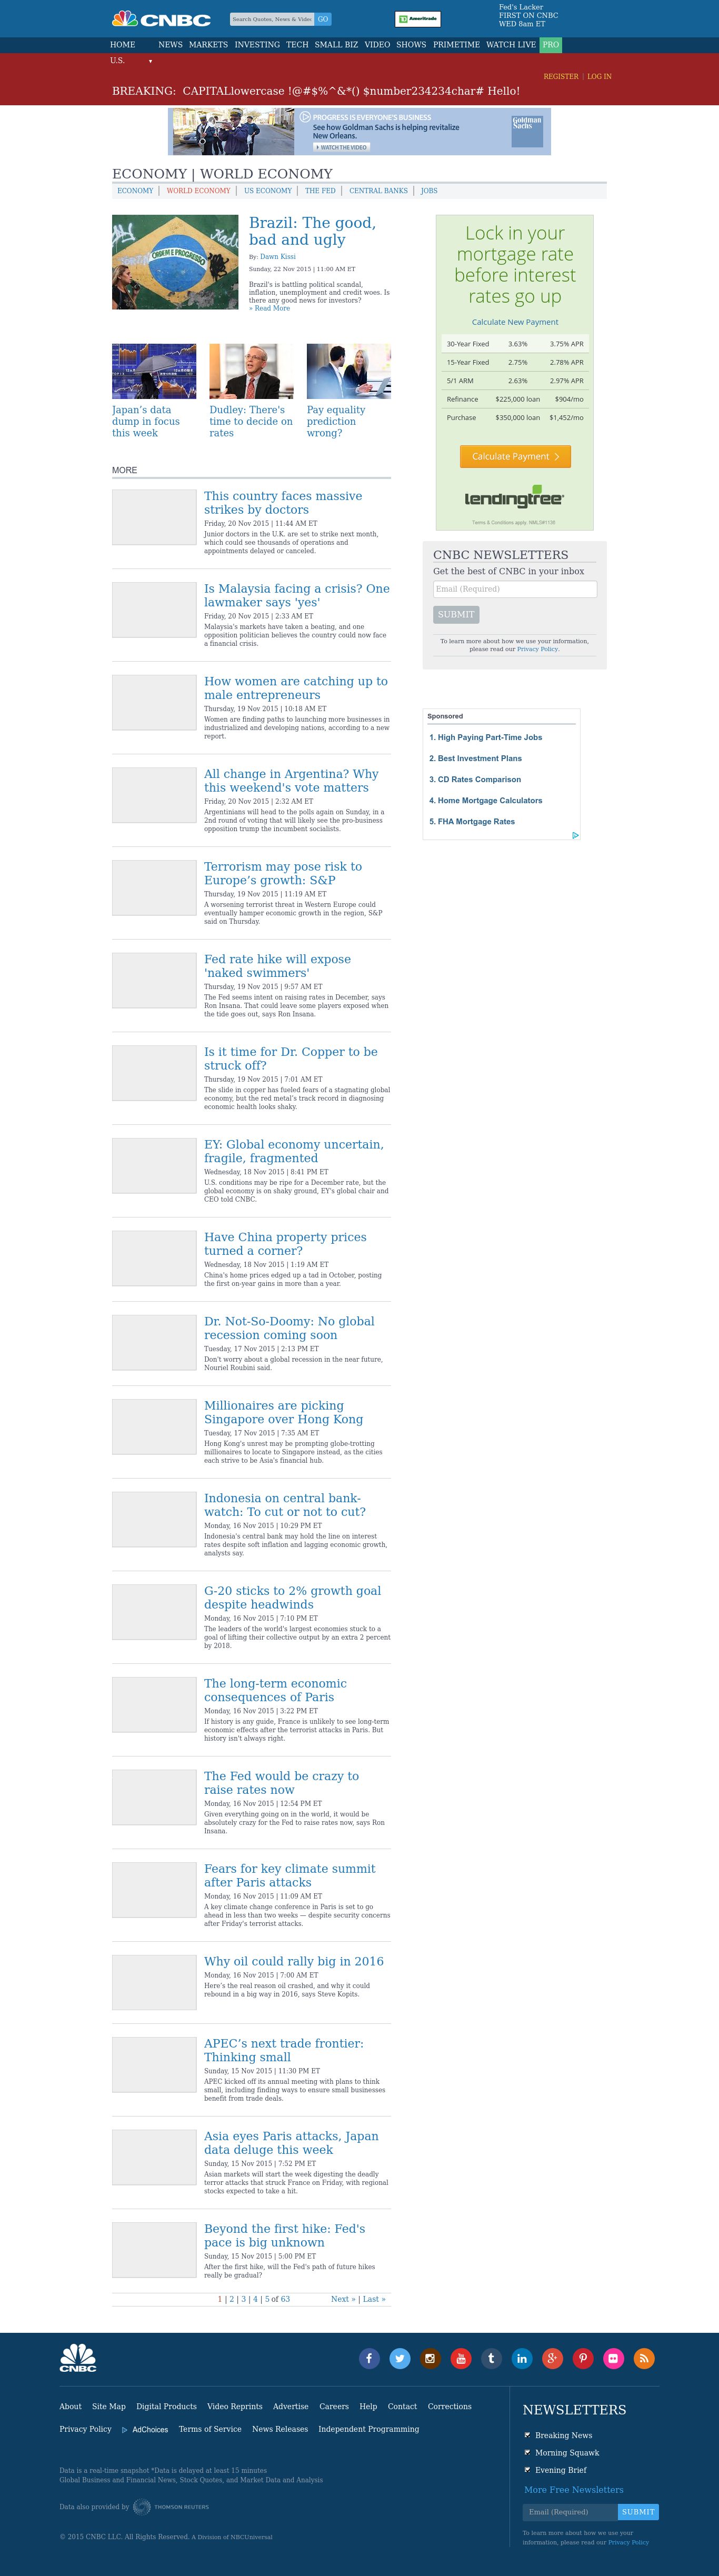 CNBC
Search Quotes, News & Video
GO
TD Ameritrade
Fed's Lacker
FIRST ON CNBC
WED 8am ET
HOME NEWS MARKETS INVESTING TECH SMALL BIZ VIDEO SHOWS PRIMETIME WATCH LIVE PRO
U.S. ▼
REGISTER | LOG IN
BREAKING: CAPITALlowercase !@#$%^&*() $number234234char# Hello!
PROGRESS IS EVERYONE'S BUSINESS
See how Goldman Sachs is helping revitalize
New Orleans.
WATCH THE VIDEO
Goldman
Sachs
ECONOMY | WORLD ECONOMY
ECONOMY | WORLD ECONOMY | US ECONOMY | THE FED | CENTRAL BANKS | JOBS
ORDEM E PROGRESSO
Brazil: The good,
bad and ugly
By: Dawn Kissi
Sunday, 22 Nov 2015 | 11:00 AM ET
Brazil's is battling political scandal,
inflation, unemployment and credit woes. Is
there any good news for investors?
» Read More
Japan's data
dump in focus
this week
Dudley: There's
time to decide on
rates
Pay equality
prediction
wrong?
MORE
This country faces massive
strikes by doctors
Friday, 20 Nov 2015 | 11:44 AM ET
Junior doctors in the U.K. are set to strike next month,
which could see thousands of operations and
appointments delayed or canceled.
Is Malaysia facing a crisis? One
lawmaker says 'yes'
Friday, 20 Nov 2015 | 2:33 AM ET
Malaysia's markets have taken a beating, and one
opposition politician believes the country could now face
a financial crisis.
How women are catching up to
male entrepreneurs
Thursday, 19 Nov 2015 | 10:18 AM ET
Women are finding paths to launching more businesses in
industrialized and developing nations, according to a new
report.
All change in Argentina? Why
this weekend's vote matters
Friday, 20 Nov 2015 | 2:32 AM ET
Argentinians will head to the polls again on Sunday, in a
2nd round of voting that will likely see the pro-business
opposition trump the incumbent socialists.
Terrorism may pose risk to
Europe's growth: S&P
Thursday, 19 Nov 2015 | 11:19 AM ET
A worsening terrorist threat in Western Europe could
eventually hamper economic growth in the region, S&P
said on Thursday.
Fed rate hike will expose
'naked swimmers'
Thursday, 19 Nov 2015 | 9:57 AM ET
The Fed seems intent on raising rates in December, says
Ron Insana. That could leave some players exposed when
the tide goes out, says Ron Insana.
Is it time for Dr. Copper to be
struck off?
Thursday, 19 Nov 2015 | 7:01 AM ET
The slide in copper has fueled fears of a stagnating global
economy, but the red metal's track record in diagnosing
economic health looks shaky.
EY: Global economy uncertain,
fragile, fragmented
Wednesday, 18 Nov 2015 | 8:41 PM ET
U.S. conditions may be ripe for a December rate, but the
global economy is on shaky ground, EY's global chair and
CEO told CNBC.
Have China property prices
turned a corner?
Wednesday, 18 Nov 2015 | 1:19 AM ET
China's home prices edged up a tad in October, posting
the first on-year gains in more than a year.
Dr. Not-So-Doomy: No global
recession coming soon
Tuesday, 17 Nov 2015 | 2:13 PM ET
Don't worry about a global recession in the near future,
Nouriel Roubini said.
Millionaires are picking
Singapore over Hong Kong
Tuesday, 17 Nov 2015 | 7:35 AM ET
Hong Kong's unrest may be prompting globe-trotting
millionaires to locate to Singapore instead, as the cities
each strive to be Asia's financial hub.
Indonesia on central bank-
watch: To cut or not to cut?
Monday, 16 Nov 2015 | 10:29 PM ET
Indonesia's central bank may hold the line on interest
rates despite soft inflation and lagging economic growth,
analysts say.
G-20 sticks to 2% growth goal
despite headwinds
Monday, 16 Nov 2015 | 7:10 PM ET
The leaders of the world's largest economies stuck to a
goal of lifting their collective output by an extra 2 percent
by 2018.
The long-term economic
consequences of Paris
Monday, 16 Nov 2015 | 3:22 PM ET
If history is any guide, France is unlikely to see long-term
economic effects after the terrorist attacks in Paris. But
history isn't always right.
The Fed would be crazy to
raise rates now
Monday, 16 Nov 2015 | 12:54 PM ET
Given everything going on in the world, it would be
absolutely crazy for the Fed to raise rates now, says Ron
Insana.
Fears for key climate summit
after Paris attacks
Monday, 16 Nov 2015 | 11:09 AM ET
A key climate change conference in Paris is set to go
ahead in less than two weeks — despite security concerns
after Friday's terrorist attacks.
Why oil could rally big in 2016
Monday, 16 Nov 2015 | 7:00 AM ET
Here's the real reason oil crashed, and why it could
rebound in a big way in 2016, says Steve Kopits.
APEC's next trade frontier:
Thinking small
Sunday, 15 Nov 2015 | 11:30 PM ET
APEC kicked off its annual meeting with plans to think
small, including finding ways to ensure small businesses
benefit from trade deals.
Asia eyes Paris attacks, Japan
data deluge this week
Sunday, 15 Nov 2015 | 7:52 PM ET
Asian markets will start the week digesting the deadly
terror attacks that struck France on Friday, with regional
stocks expected to take a hit.
Beyond the first hike: Fed's
pace is big unknown
Sunday, 15 Nov 2015 | 5:00 PM ET
After the first hike, will the Fed's path of future hikes
really be gradual?
1 | 2 | 3 | 4 | 5 of 63 Next » | Last »
Lock in your
mortgage rate
before interest
rates go up
Calculate New Payment
30-Year Fixed 3.63% 3.75% APR
15-Year Fixed 2.75% 2.78% APR
5/1 ARM 2.63% 2.97% APR
Refinance $225,000 loan $904/mo
Purchase $350,000 loan $1,452/mo
Calculate Payment
lendingtree
Terms & Conditions apply. NMLS#1136
CNBC NEWSLETTERS
Get the best of CNBC in your inbox
Email (Required)
SUBMIT
To learn more about how we use your information,
please read our Privacy Policy.
Sponsored
1. High Paying Part-Time Jobs
2. Best Investment Plans
3. CD Rates Comparison
4. Home Mortgage Calculators
5. FHA Mortgage Rates
CNBC
About Site Map Digital Products Video Reprints Advertise Careers Help Contact Corrections
Privacy Policy AdChoices Terms of Service News Releases Independent Programming
Data is a real-time snapshot *Data is delayed at least 15 minutes
Global Business and Financial News, Stock Quotes, and Market Data and Analysis
Data also provided by THOMSON REUTERS
© 2015 CNBC LLC. All Rights Reserved. A Division of NBCUniversal
NEWSLETTERS
Breaking News
Morning Squawk
Evening Brief
More Free Newsletters
Email (Required)
SUBMIT
To learn more about how we use your
information, please read our Privacy Policy